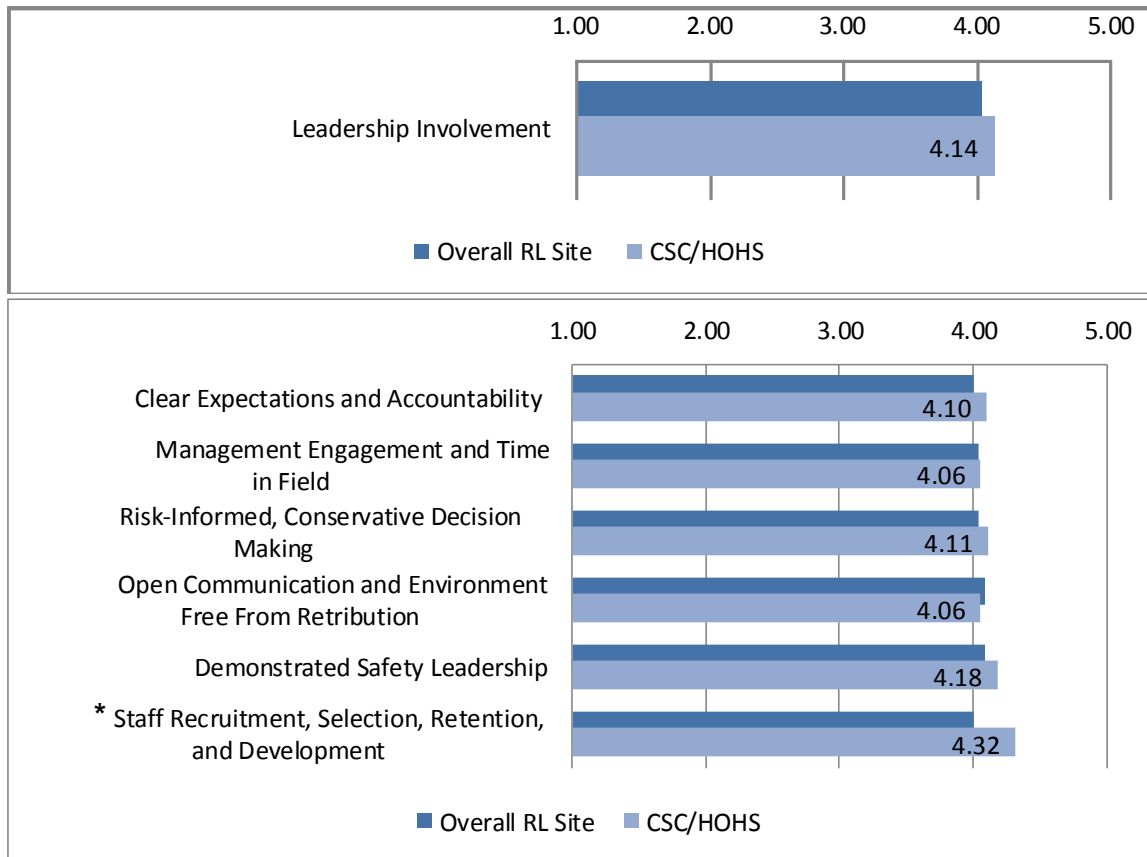 1.00 2.00 3.00 4.00 5.00
Leadership Involvement
4.14
Overall RL Site CSC/HOHS
1.00 2.00 3.00 4.00 5.00
Clear Expectations and Accountability
4.10
Management Engagement and Time
in Field
4.06
Risk-Informed, Conservative Decision
Making
4.11
Open Communication and Environment
Free From Retribution
4.06
Demonstrated Safety Leadership
4.18
* Staff Recruitment, Selection, Retention,
and Development
4.32
Overall RL Site CSC/HOHS